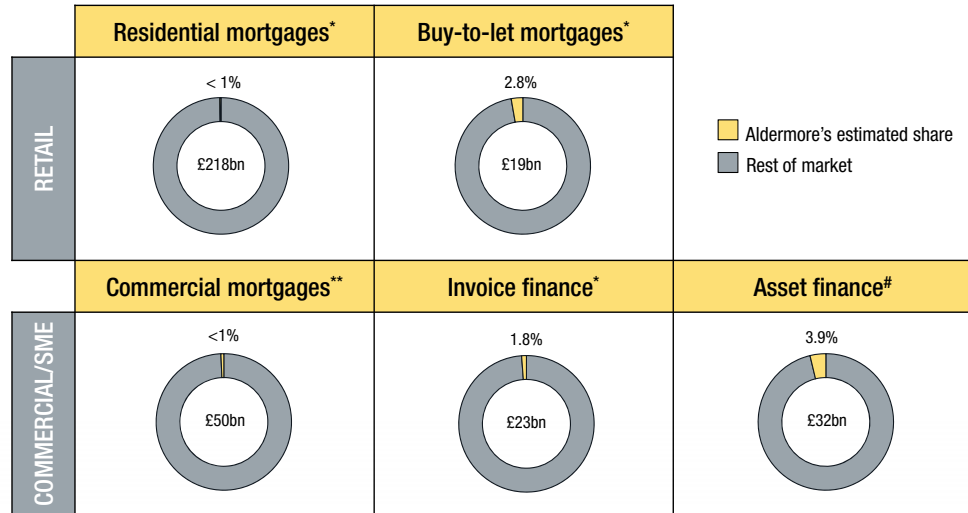 Residential mortgages*
Buy-to-let mortgages*
RETAIL
< 1%
£218bn
2.8%
£19bn
Aldermore's estimated share
Rest of market
Commercial mortgages**
Invoice finance*
Asset finance#
COMMERCIAL/SME
<1%
£50bn
1.8%
£23bn
3.9%
£32bn